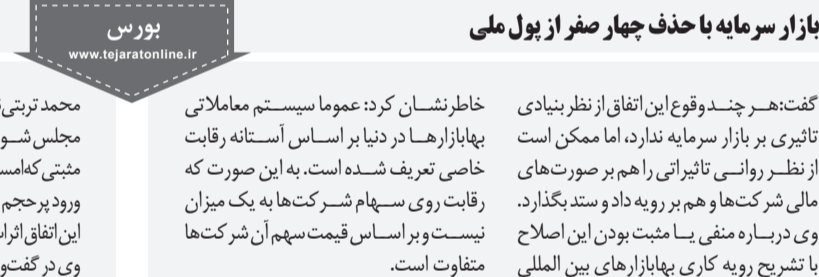 بازار سرمایه با حذف چهار صفر از پول ملی
بورس
www.tejaratonline.ir
گفت:هر چند وقوع این اتفاق از نظر بنیادی
تاثیری بر بازار سرمایه ندارد، اما ممکن است
از نظر روانی تاثیراتی را هم بر صورت‌های
مالی شرکت‌ها و هم بر رویه داد و ستد بگذارد.
وی درباره منفی یا مثبت بودن این اصلاح
با تشریح رویه کاری بهابازارهای بین المللی
خاطرنشان کرد: عموما سیستم معاملاتی
بهابازارها در دنیا بر اساس آستانه رقابت
خاصی تعریف شده است. به این صورت که
رقابت روی سهام شرکت‌ها به یک میزان
نیست و بر اساس قیمت سهم آن شرکت‌ها
متفاوت است.
محمد تربتی
مجلس شو
مثبتی که امس
ورود پرحجم
این اتفاق اثرا
وی در گفت‌و